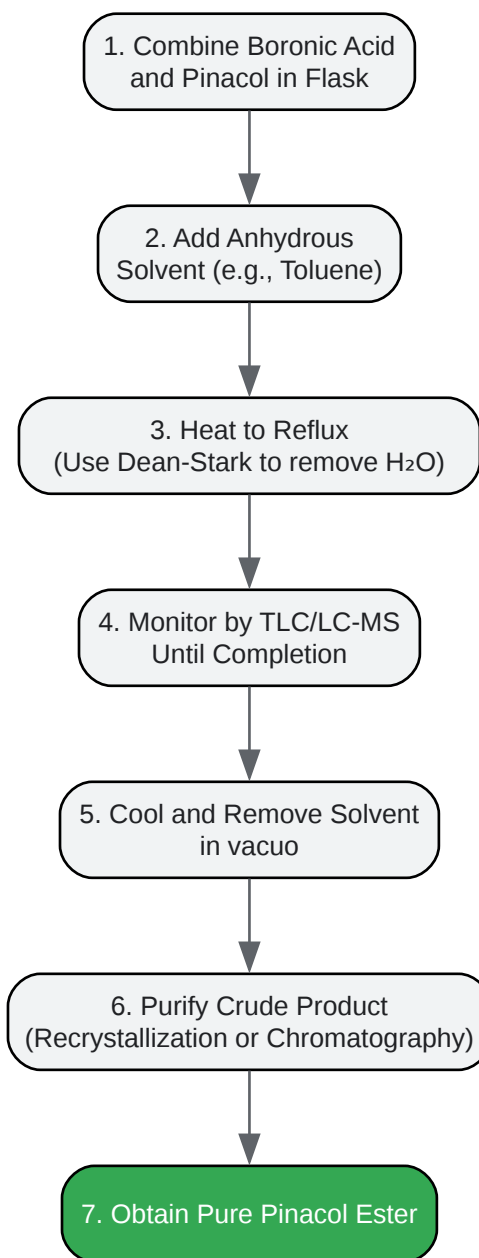 1. Combine Boronic Acid
and Pinacol in Flask
2. Add Anhydrous
Solvent (e.g., Toluene)
3. Heat to Reflux
(Use Dean-Stark to remove H₂O)
4. Monitor by TLC/LC-MS
Until Completion
5. Cool and Remove Solvent
in vacuo
6. Purify Crude Product
(Recrystallization or Chromatography)
7. Obtain Pure Pinacol Ester